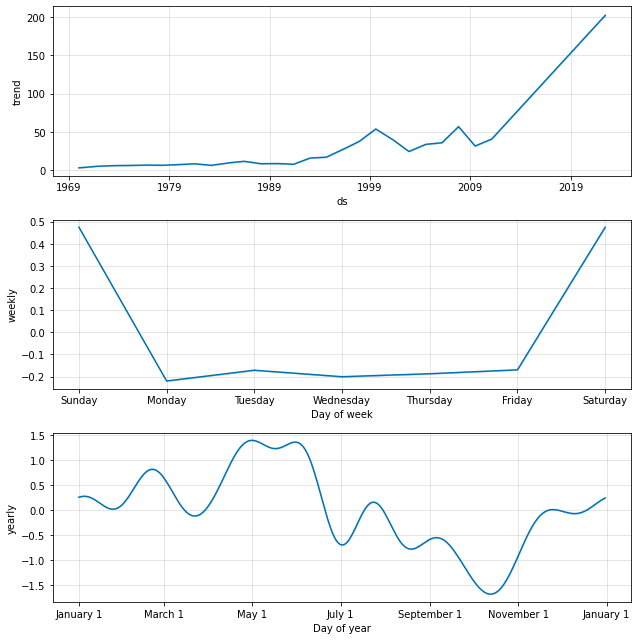 200
150
100
50
0
trend
1969 1979 1989 1999 2009 2019
ds
0.5
0.4
0.3
0.2
0.1
0.0
−0.1
−0.2
weekly
Sunday Monday Tuesday Wednesday Thursday Friday Saturday
Day of week
1.5
1.0
0.5
0.0
−0.5
−1.0
−1.5
yearly
January 1 March 1 May 1 July 1 September 1 November 1 January 1
Day of year